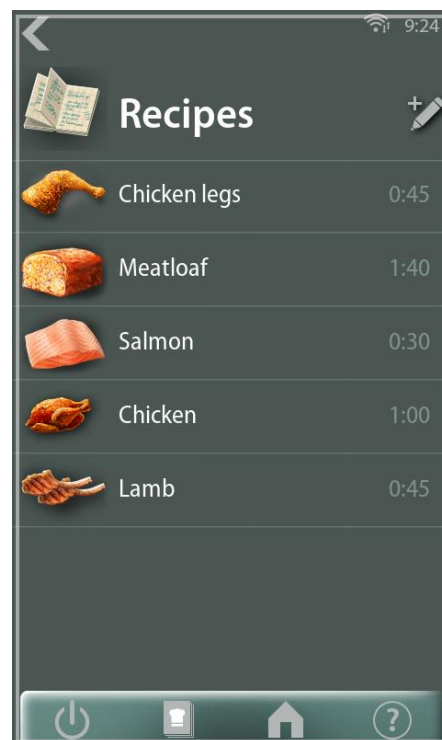 9:24
Recipes
Chicken legs 0:45
Meatloaf 1:40
Salmon 0:30
Chicken 1:00
Lamb 0:45
?